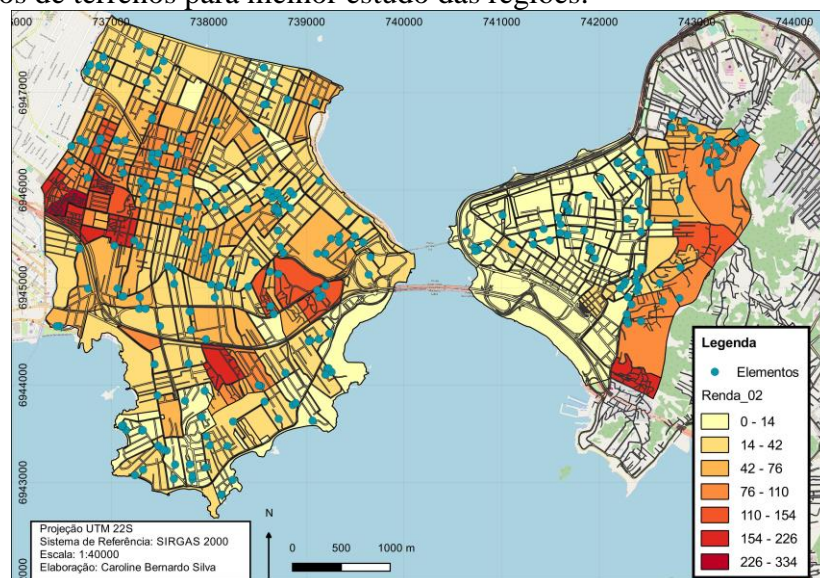 os de terrenos para melhor estudo das regiões.
737000 738000 739000 740000 741000 742000 743000 744000
6947000
6946000
6945000
6944000
6943000
Legenda
Elementos
Renda_02
0 - 14
14 - 42
42 - 76
76 - 110
110 - 154
154 - 226
226 - 334
Projeção UTM 22S
Sistema de Referência: SIRGAS 2000
Escala: 1:40000
Elaboração: Caroline Bernardo Silva
N
0 500 1000 m